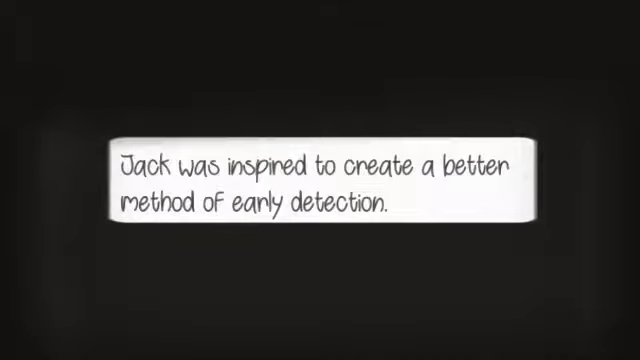 Jack was inspired to create a better
method of early detection.